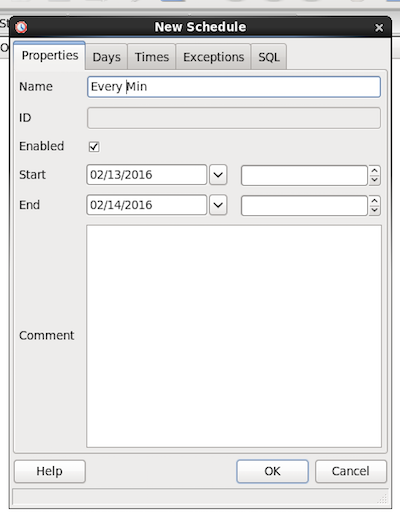 New Schedule
Properties Days Times Exceptions SQL
Name Every Min
ID
Enabled
Start 02/13/2016
End 02/14/2016
Comment
Help OK Cancel